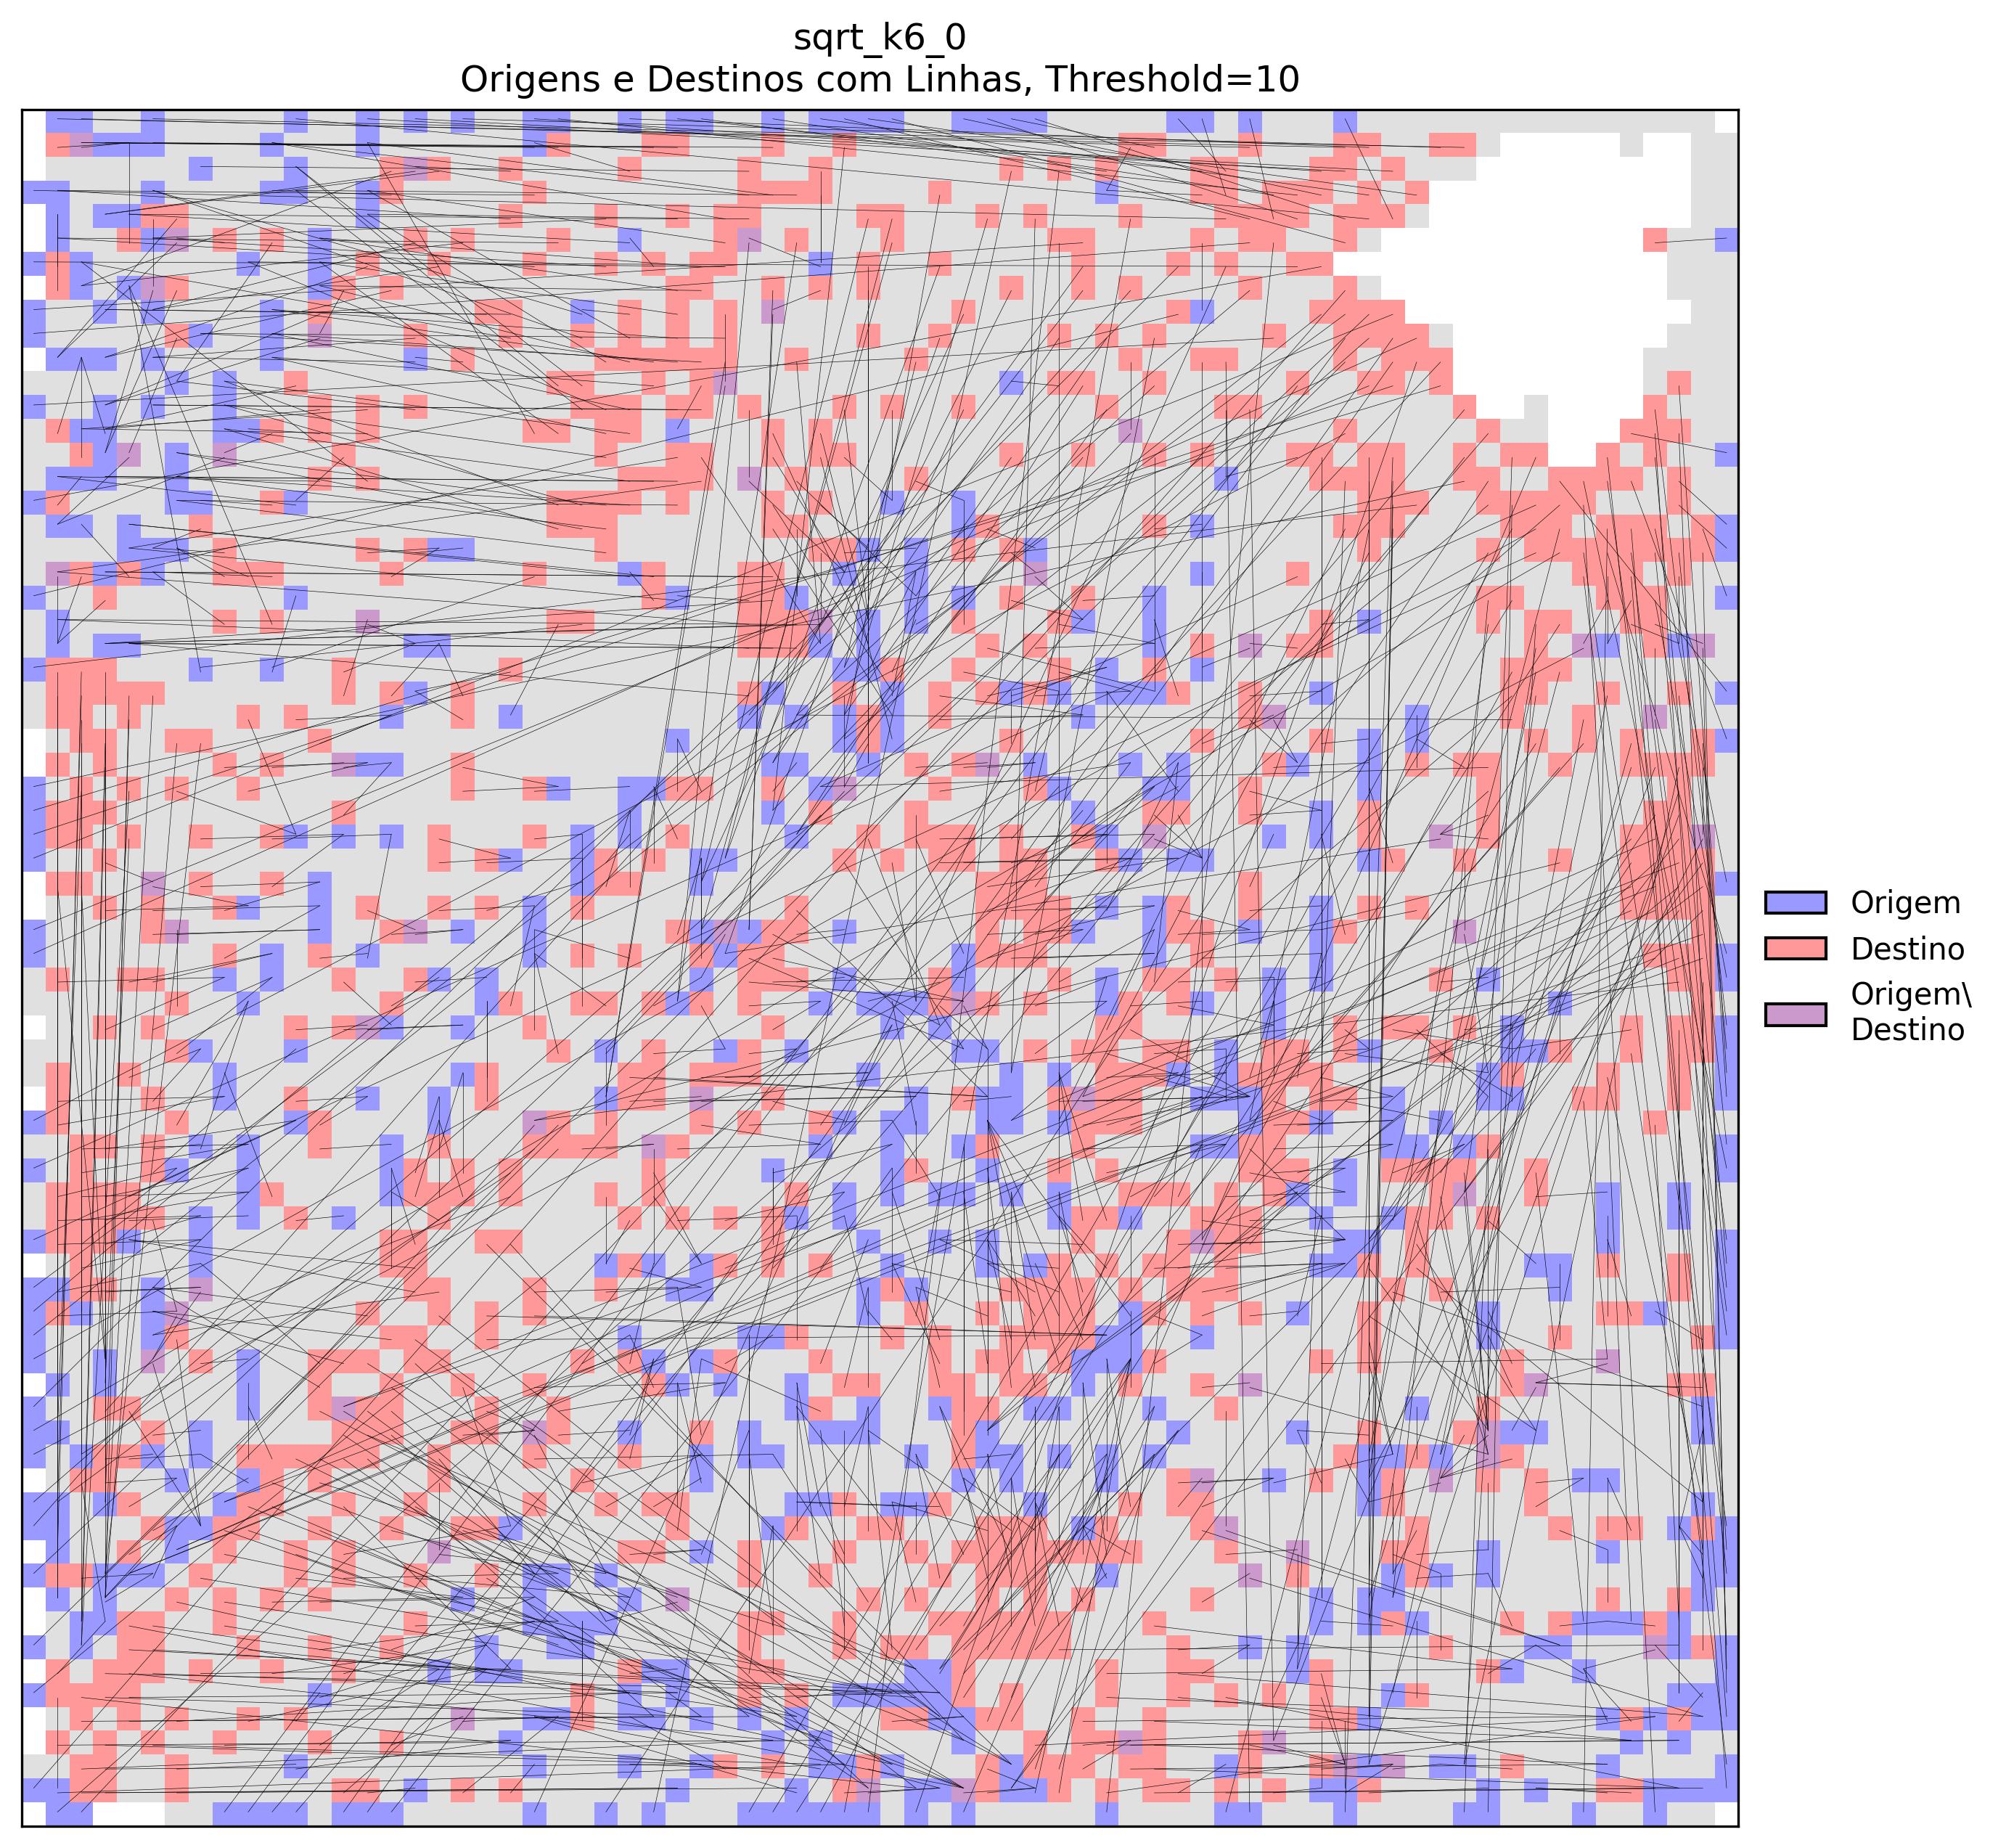 sqrt_k6_0
Origens e Destinos com Linhas, Threshold=10
Origem
Destino
Origem\
Destino